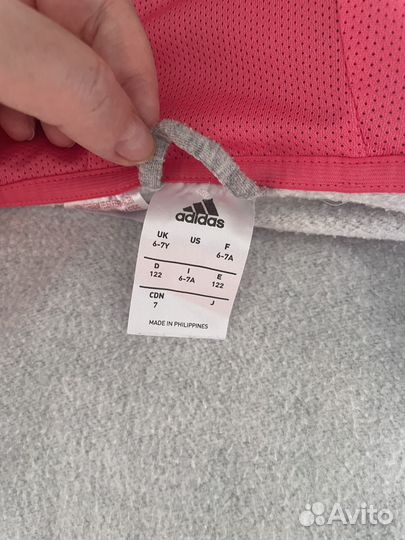 adidas
UK US F
6-7Y 6-7A
D I E
122 6-7A 122
CDN J
7
MADE IN PHILIPPINES
Avito